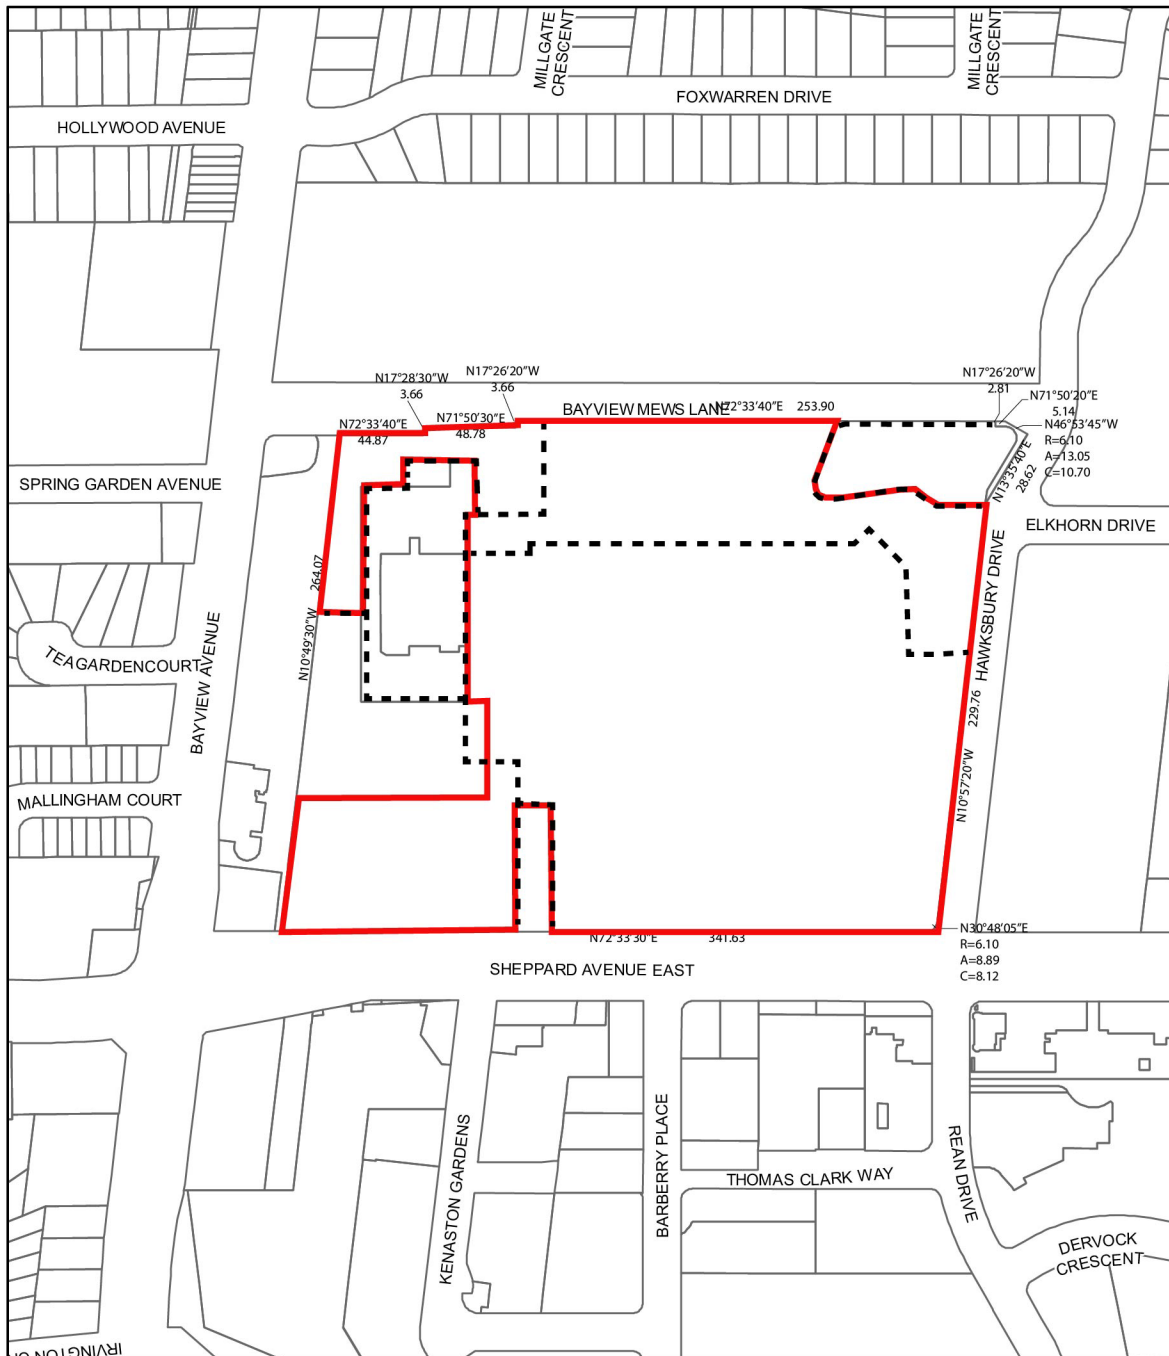 MILLGATE
CRESCENT
MILLGATE
CRESCENT
FOXWARREN DRIVE
HOLLYWOOD AVENUE
N17°28'30"W
3.66
N17°26'20"W
3.66
N17°26'20"W
2.81
N71°50'20"E
5.14
N72°33'40"E
44.87
N71°50'30"E
48.78
BAYVIEW MEWS LANE
N72°33'40"E 253.90
N46°53'45"W
R=6.10
A=13.05
C=10.70
N13°35'40"E
28.62
SPRING GARDEN AVENUE
ELKHORN DRIVE
264.07
N10°49'30"W
HAWKSBURY DRIVE
TEAGARDENCOURT
BAYVIEW AVENUE
229.76
N10°57'20"W
MALLINGHAM COURT
N72°33'30"E 341.63
N30°48'05"E
R=6.10
A=8.89
C=8.12
SHEPPARD AVENUE EAST
KENASTON GARDENS
BARBERRY PLACE
THOMAS CLARK WAY
REAN DRIVE
DERVOCK
CRESCENT
IRVINGTON